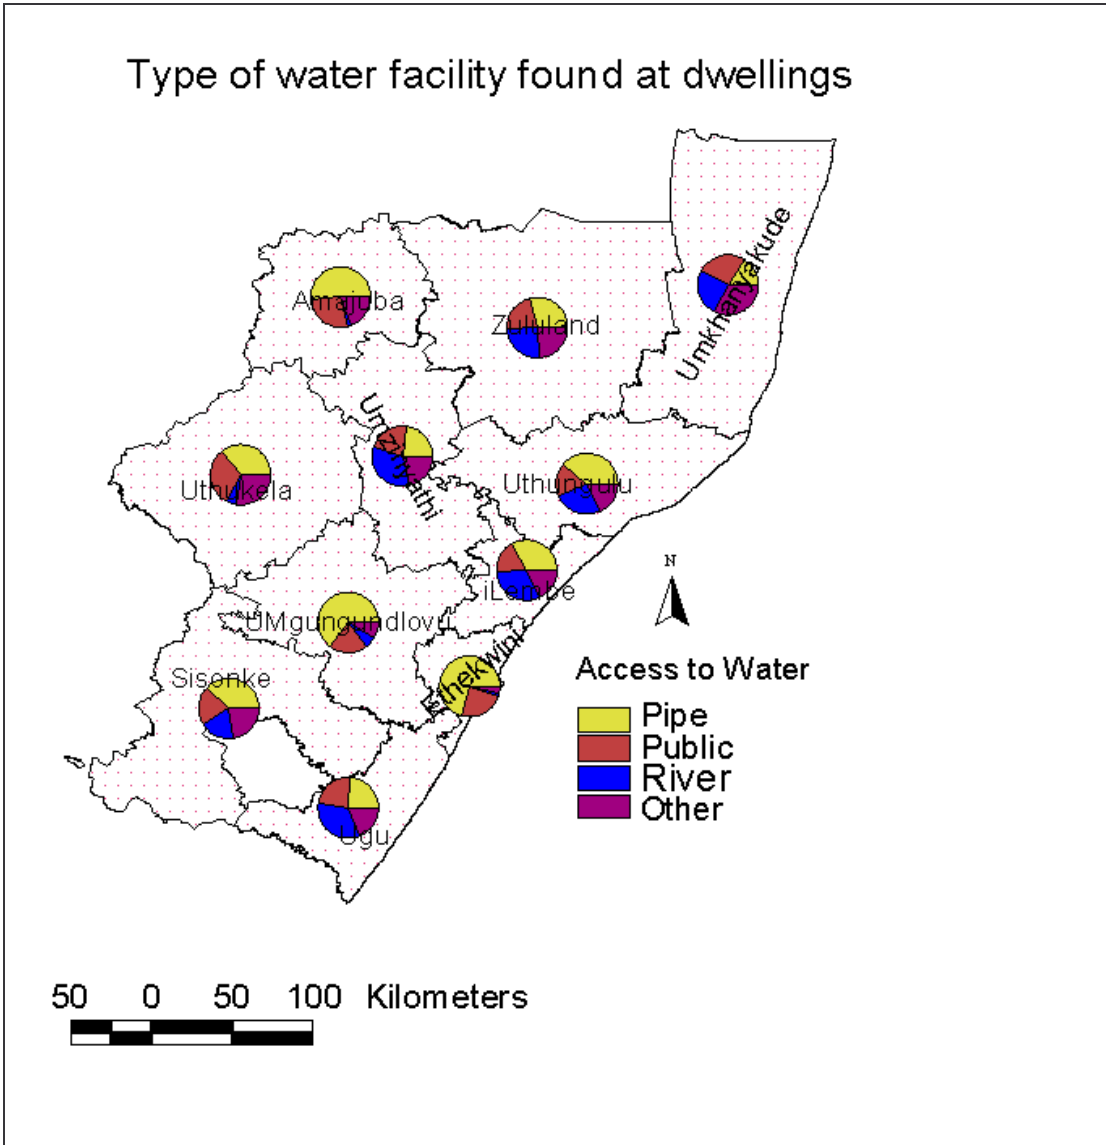 Type of water facility found at dwellings
Umkhanyakude
Amajuba
Zululand
Uthukela
Uthungulu
iLembe
UMgungundlovu
N
Ethekwini
Sisonke
Ugu
Access to Water
Pipe
Public
River
Other
50 0 50 100 Kilometers